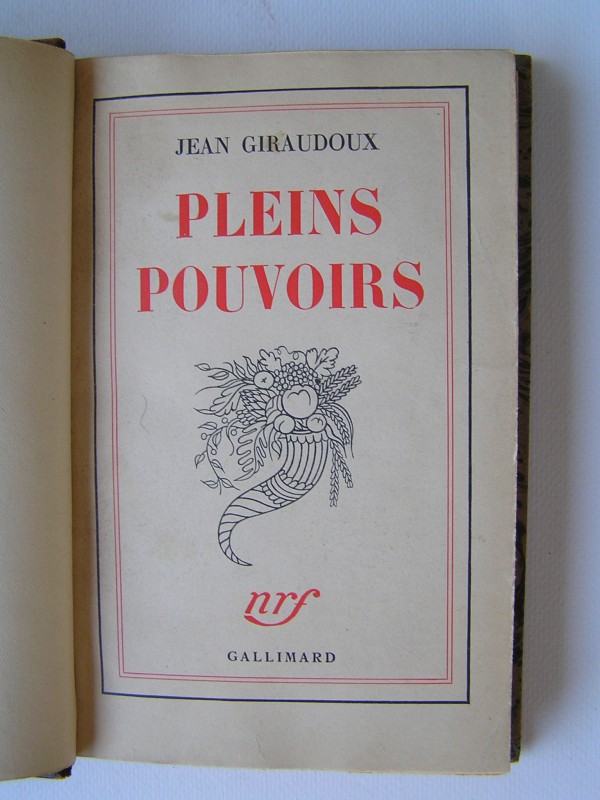 JEAN GIRAUDOUX
PLEINS
POUVOIRS
nrf
GALLIMARD